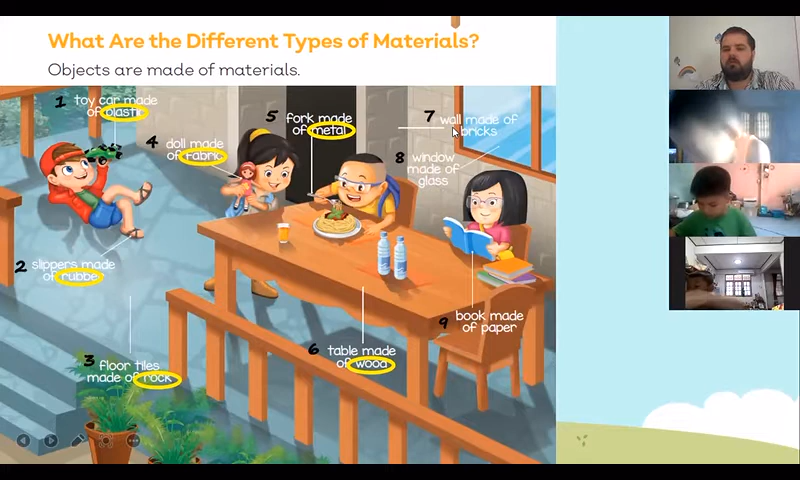 What Are the Different Types of Materials?
Objects are made of materials.
1 toy car made
of plastic
5 fork made
of metal
7 wall made of
bricks
4 doll made
of fabric
8 window
made of
glass
2 slippers made
of rubbe
9 book made
of paper
6 table made
of wood
3 floor tiles
made of rock